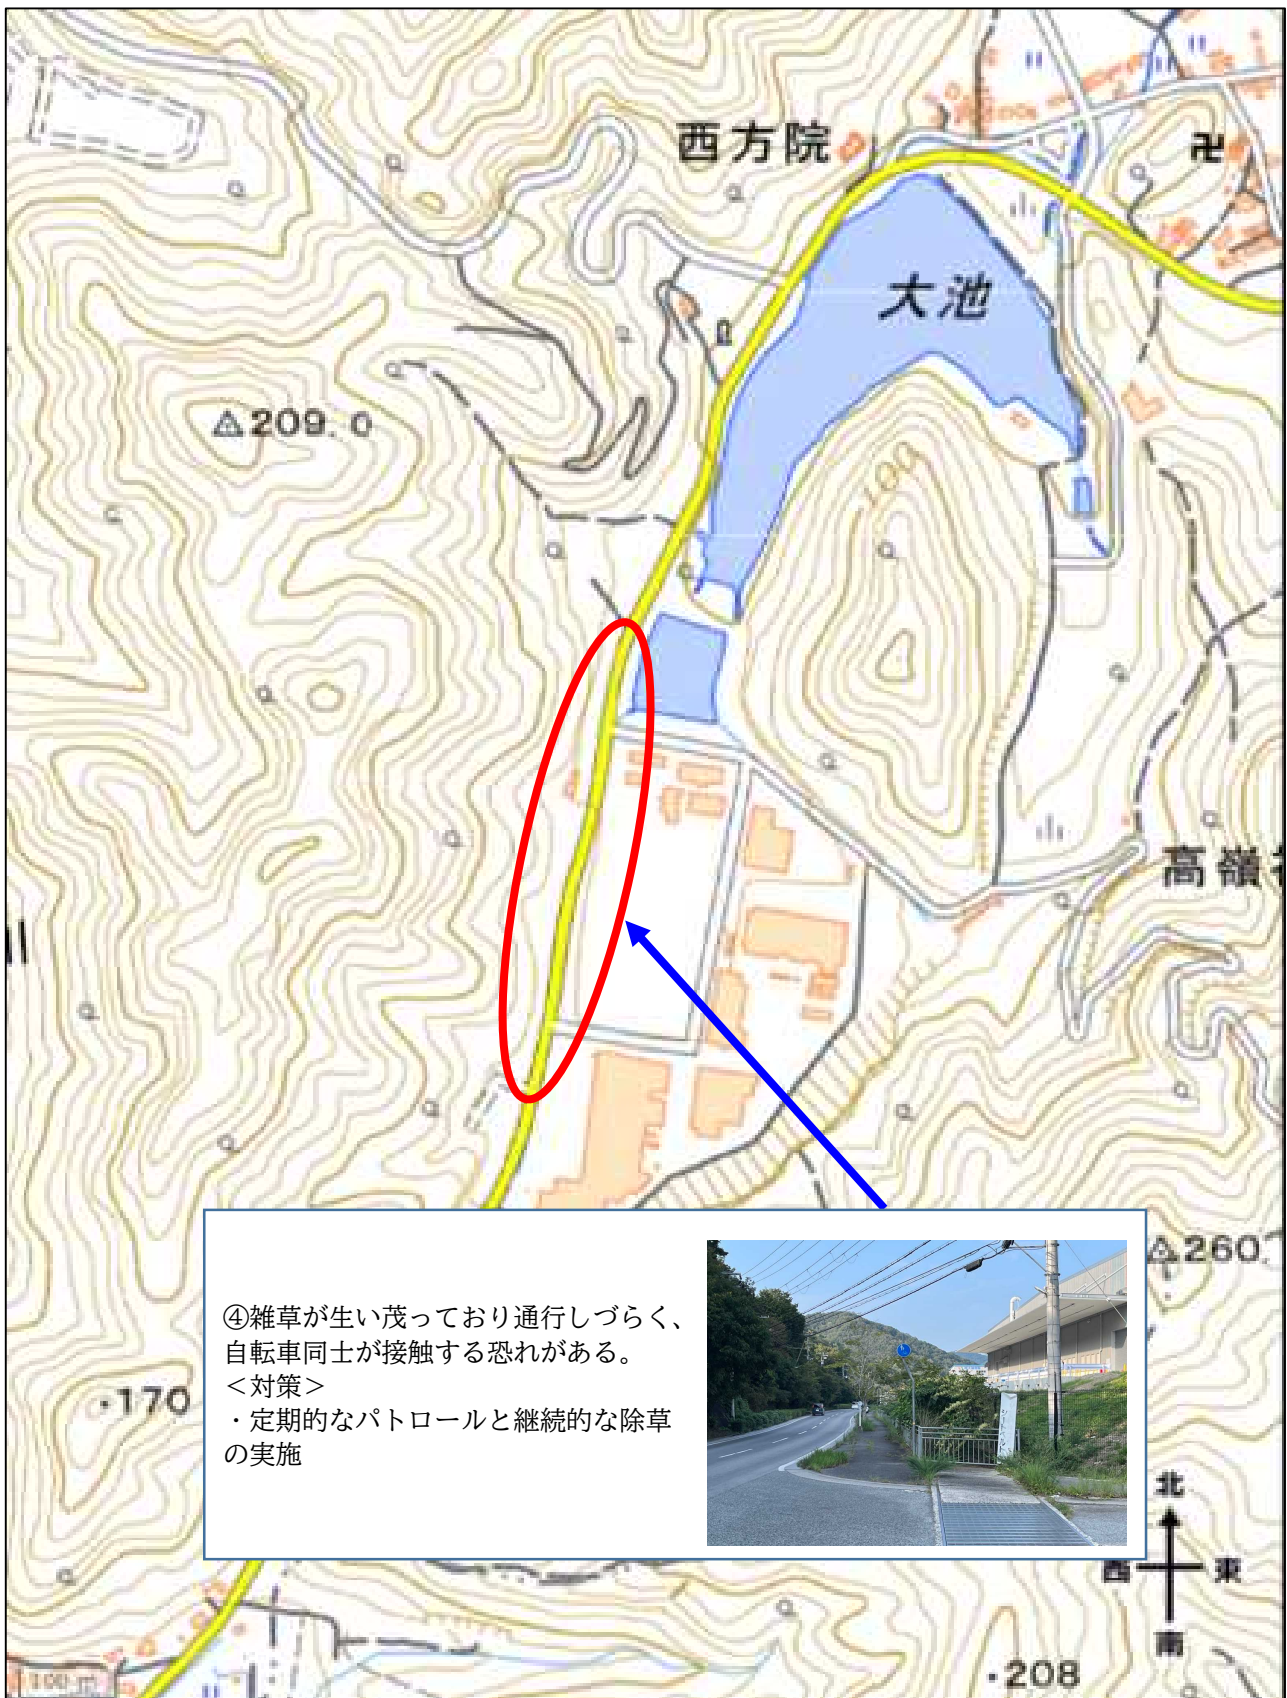 西方院
卍
大池
209.0
100
高嶺
260.
④雑草が生い茂っており通行しづらく、
自転車同士が接触する恐れがある。
＜対策＞
・定期的なパトロールと継続的な除草
の実施
・170
北
西 東
南
100 m
・208